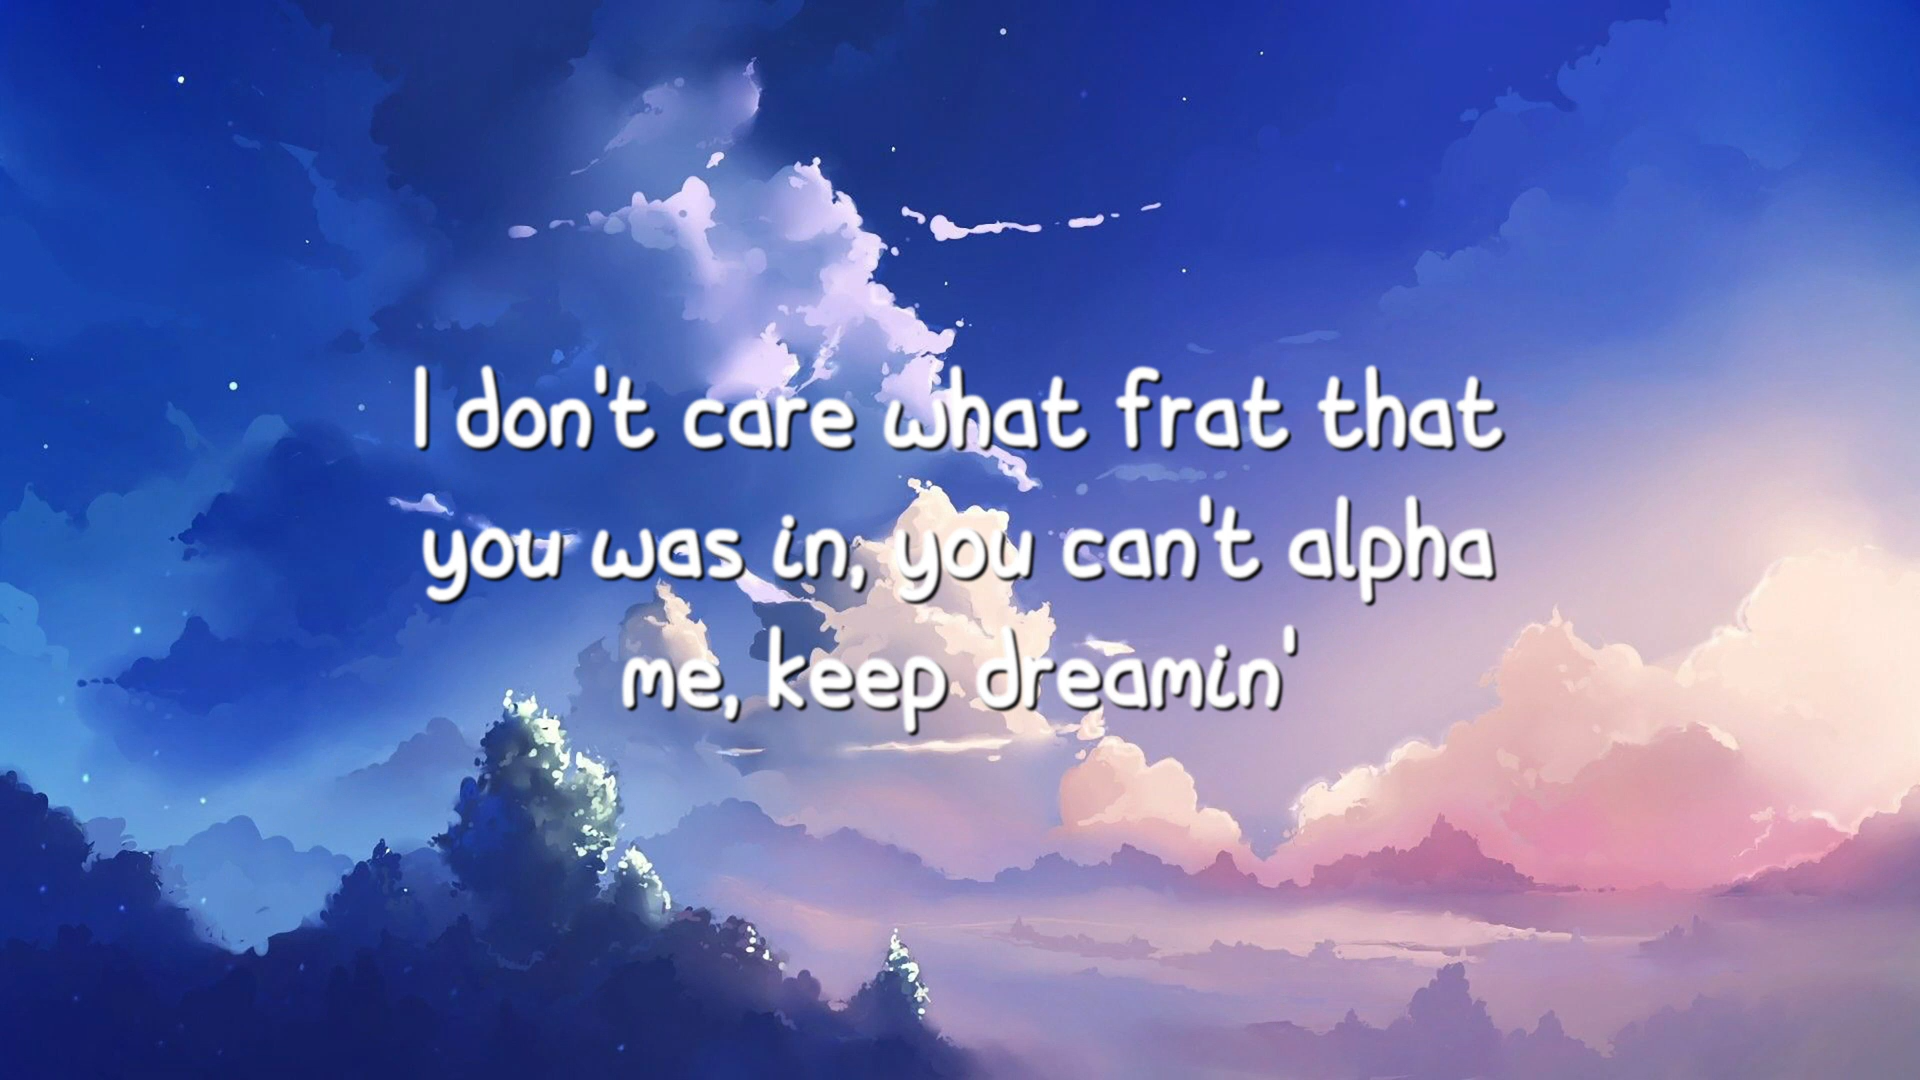 I don't care what frat that
you was in, you can't alpha
me, keep dreamin'